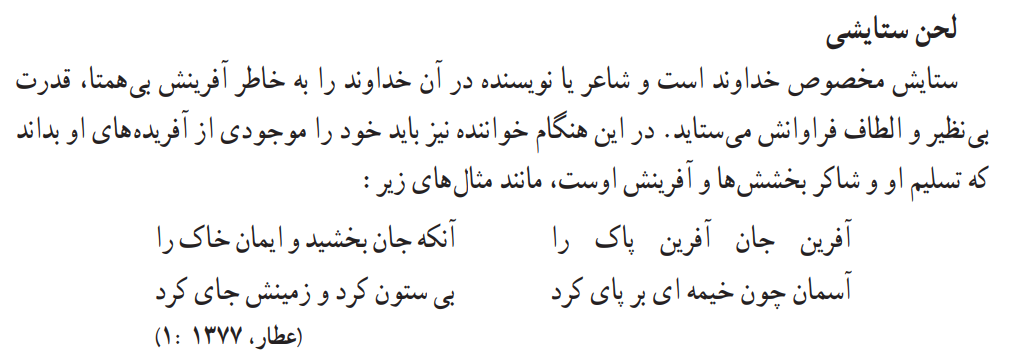 لحن ستایشی
ستایش مخصوص خداوند است و شاعر یا نویسنده در آن خداوند را به خاطر آفرینش بی‌همتا، قدرت
بی‌نظیر و الطاف فراوانش می‌ستاید. در این هنگام خواننده نیز باید خود را موجودی از آفریده‌های او بداند
که تسلیم او و شاکر بخشش‌ها و آفرینش اوست، مانند مثال‌های زیر :
آفرین جان آفرین پاک را آنکه جان بخشید و ایمان خاک را
آسمان چون خیمه ای بر پای کرد بی ستون کرد و زمینش جای کرد
(عطار، ۱۳۷۷ :۱)